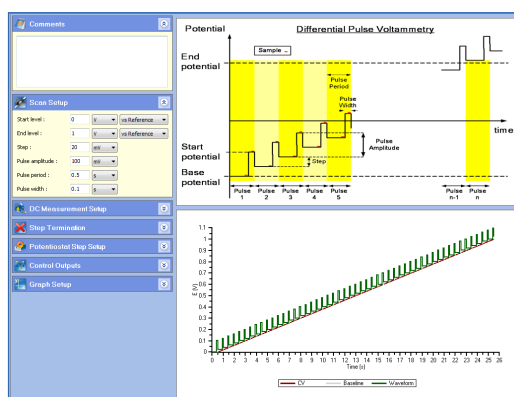 Comments
Scan Setup
Start level : 0 V vs Reference
End level : 1 V vs Reference
Step : 20 mV
Pulse amplitude : 100 mV
Pulse period : 0.5 s
Pulse width : 0.1 s
DC Measurement Setup
Step Termination
Potentiostat Step Setup
Control Outputs
Graph Setup
Potential
Differential Pulse Voltammetry
Sample
End
potential
Pulse
Period
Pulse
Width
time
Pulse
Amplitude
Start
potential
Step
Base
potential
Pulse 1
Pulse 2
Pulse 3
Pulse 4
Pulse 5
Pulse n-1
Pulse n
1.1
1
0.9
0.8
0.7
0.6
0.5
0.4
0.3
0.2
0.1
0
E (V)
0 1 2 3 4 5 6 7 8 9 10 11 12 13 14 15 16 17 18 19 20 21 22 23 24 25 26
Time (s)
CV Baseline Waveform